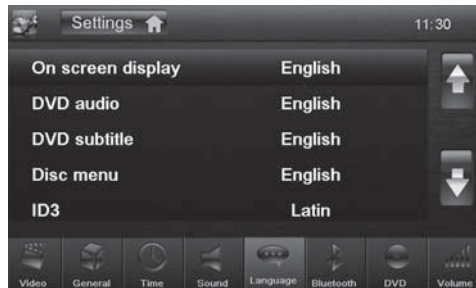 Settings 11:30
On screen display English
DVD audio English
DVD subtitle English
Disc menu English
ID3 Latin
Video General Time Sound Language Bluetooth DVD Volume